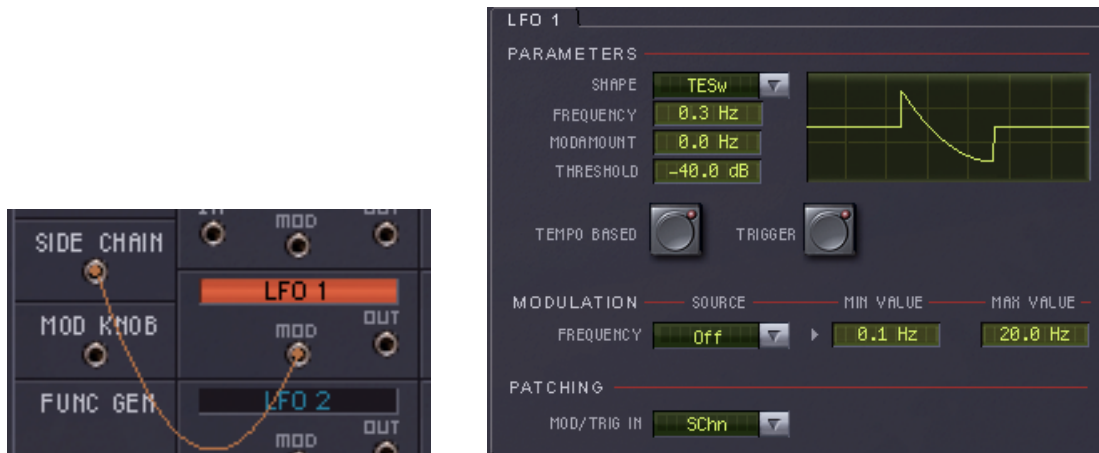 IN MOD OUT
SIDE CHAIN
LFO 1
MOD KNOB MOD OUT
FUNC GEN LFO 2
MOD OUT
LFO 1
PARAMETERS
SHAPE TESw
FREQUENCY 0.3 Hz
MODAMOUNT 0.0 Hz
THRESHOLD -40.0 dB
TEMPO BASED TRIGGER
MODULATION SOURCE MIN VALUE MAX VALUE
FREQUENCY Off 0.1 Hz 20.0 Hz
PATCHING
MOD/TRIG IN SChn